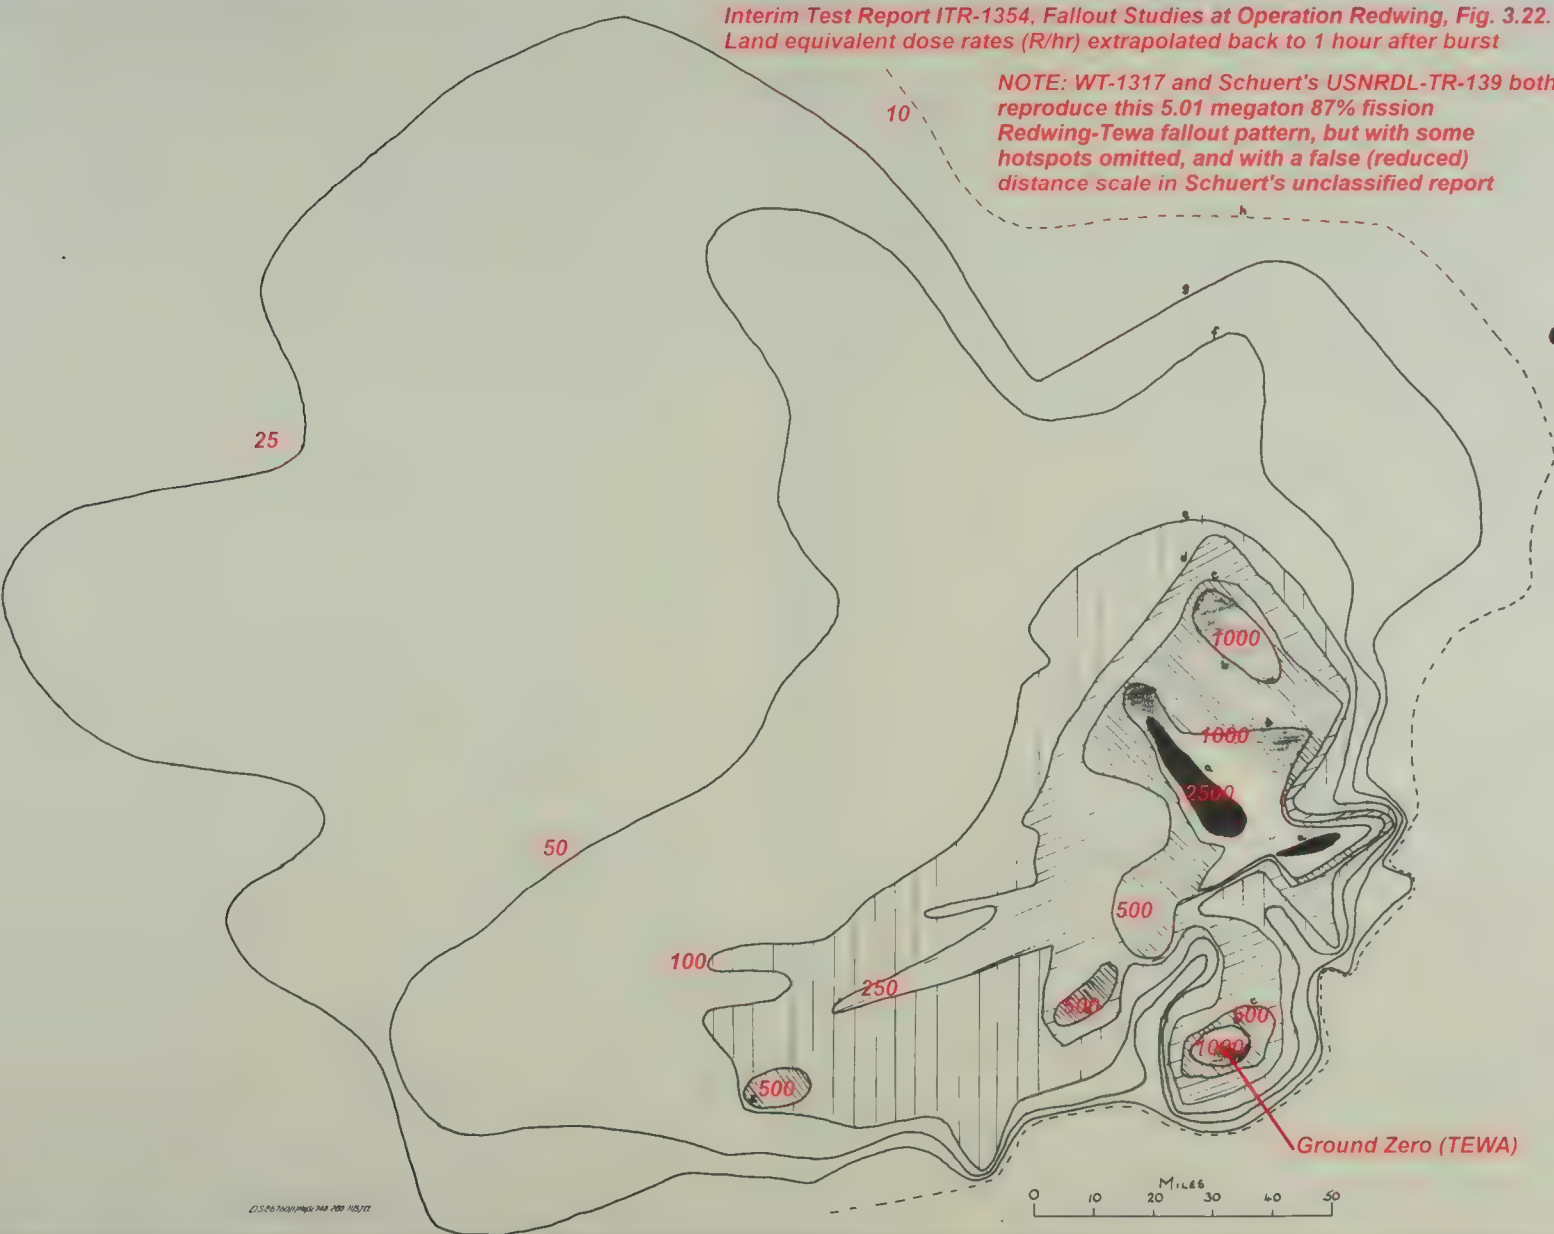 Interim Test Report ITR-1354, Fallout Studies at Operation Redwing, Fig. 3.22.
Land equivalent dose rates (R/hr) extrapolated back to 1 hour after burst
NOTE: WT-1317 and Schuert's USNRDL-TR-139 both
reproduce this 5.01 megaton 87% fission
Redwing-Tewa fallout pattern, but with some
hotspots omitted, and with a false (reduced)
distance scale in Schuert's unclassified report
10
h
g
f
25
e
d
c
1000
b
b
1000
a
2500
a
50
500
100
250
500
c
500
1000
500
Ground Zero (TEWA)
MILES
0 10 20 30 40 50